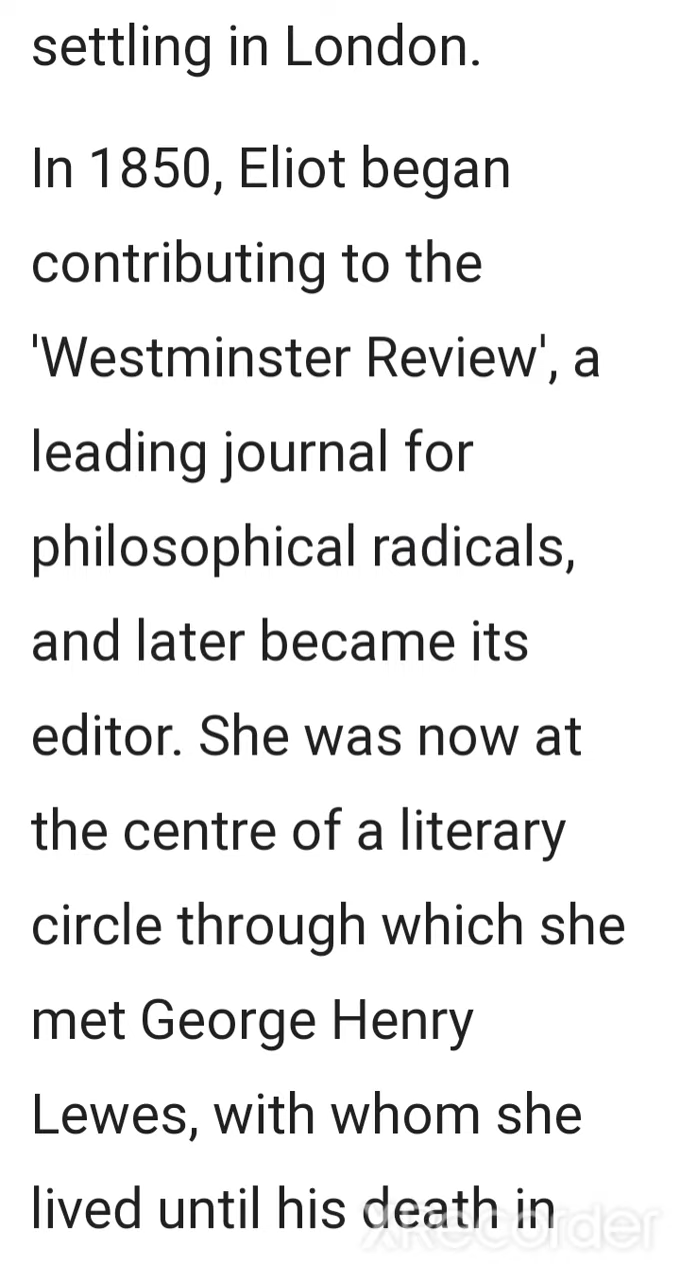 settling in London.
In 1850, Eliot began
contributing to the
'Westminster Review', a
leading journal for
philosophical radicals,
and later became its
editor. She was now at
the centre of a literary
circle through which she
met George Henry
Lewes, with whom she
lived until his death in
XRecorder